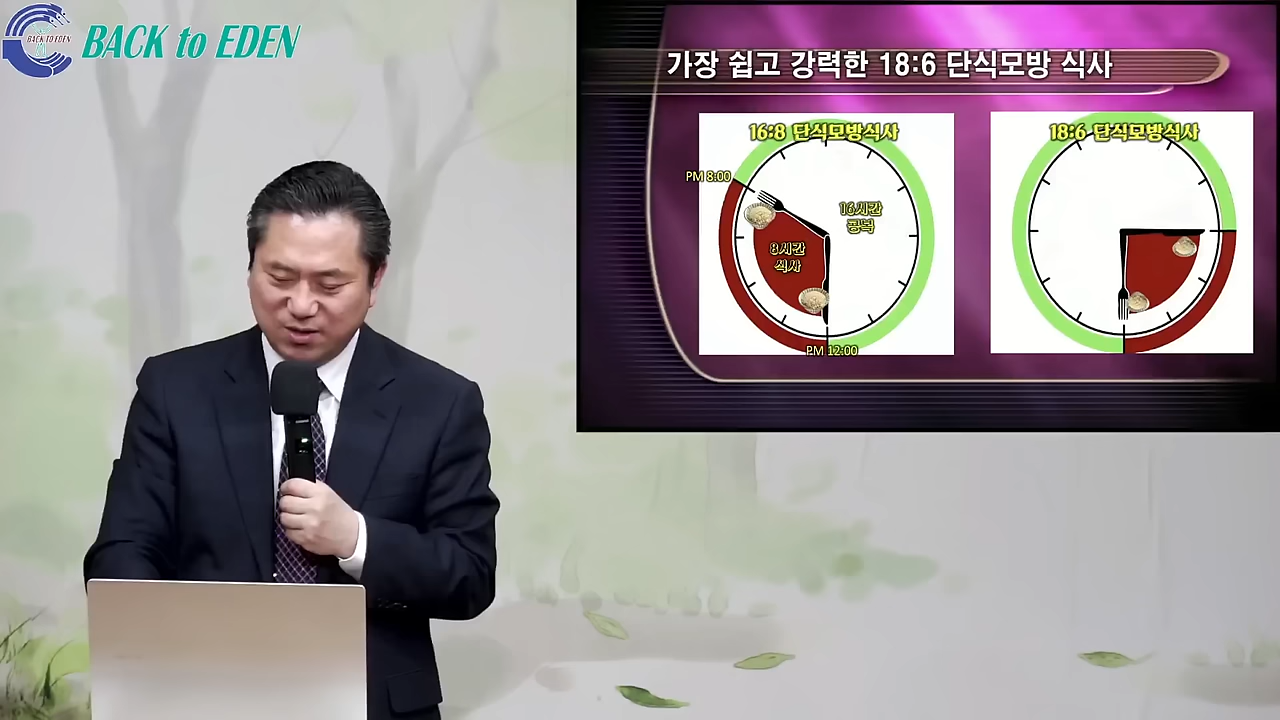 BACK TO EDEN
BACK to EDEN
가장 쉽고 강력한 18:6 단식모방 식사
16:8 단식모방식사
PM 8:00
16시간
공복
8시간
식사
PM 12:00
18:6 단식모방식사